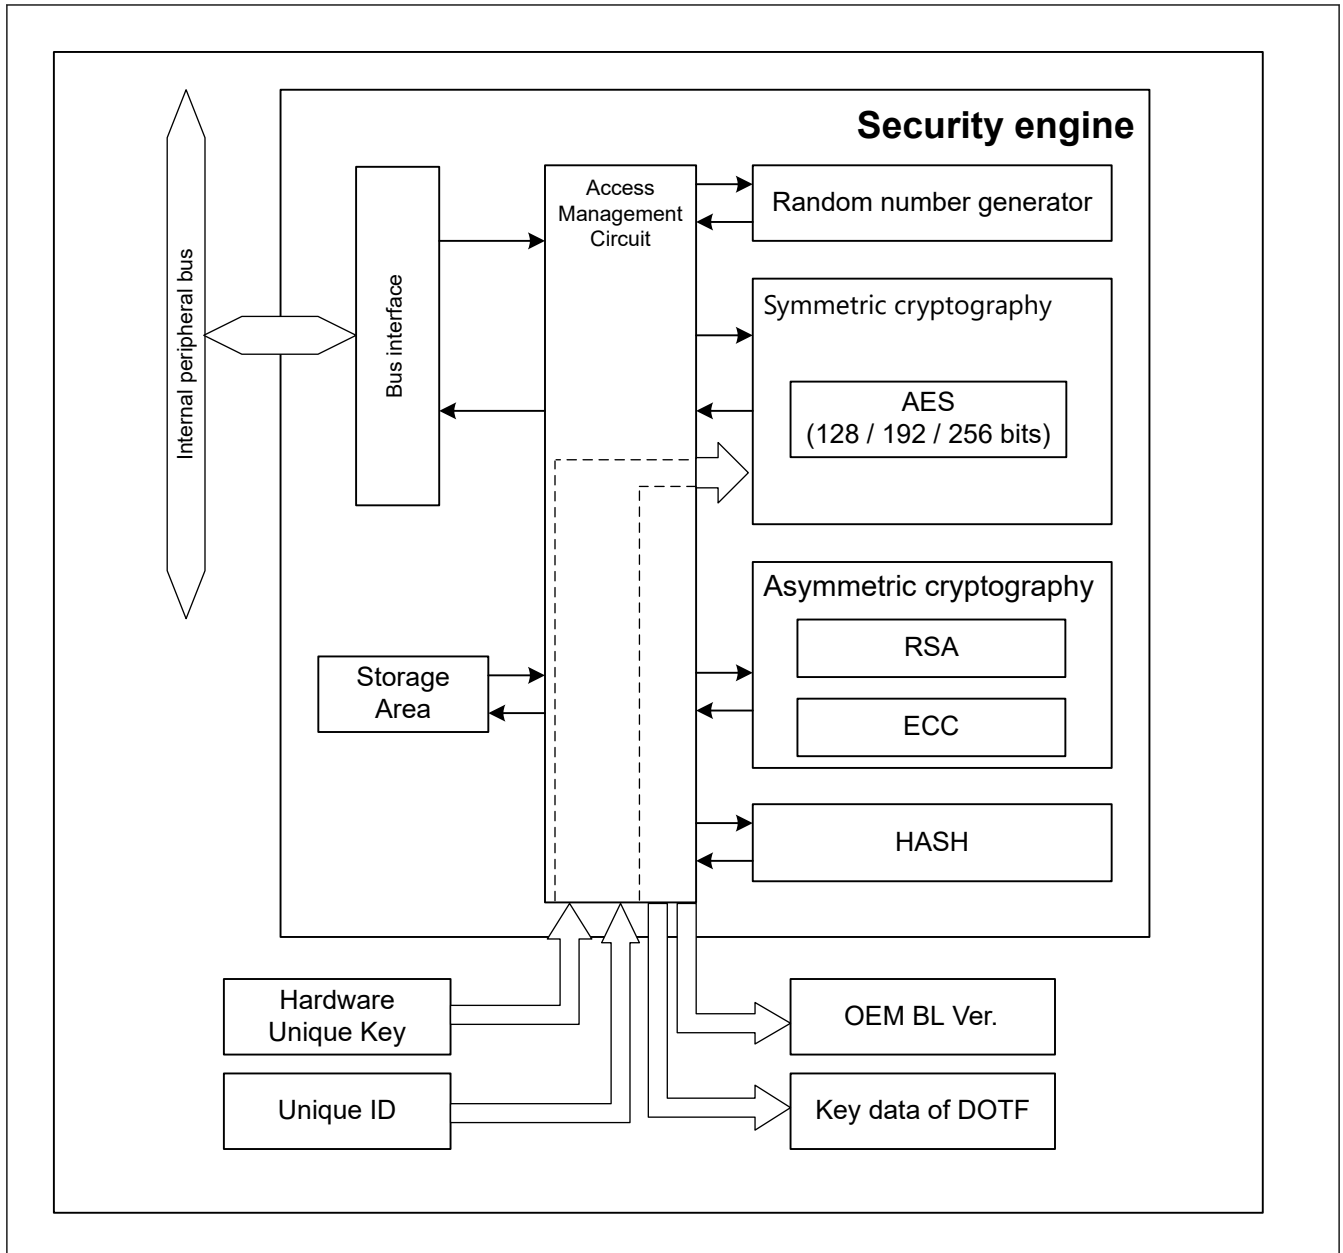 Security engine
Internal peripheral bus
Bus interface
Access
Management
Circuit
Random number generator
Symmetric cryptography
AES
(128 / 192 / 256 bits)
Asymmetric cryptography
RSA
ECC
Storage
Area
HASH
Hardware
Unique Key
OEM BL Ver.
Unique ID
Key data of DOTF